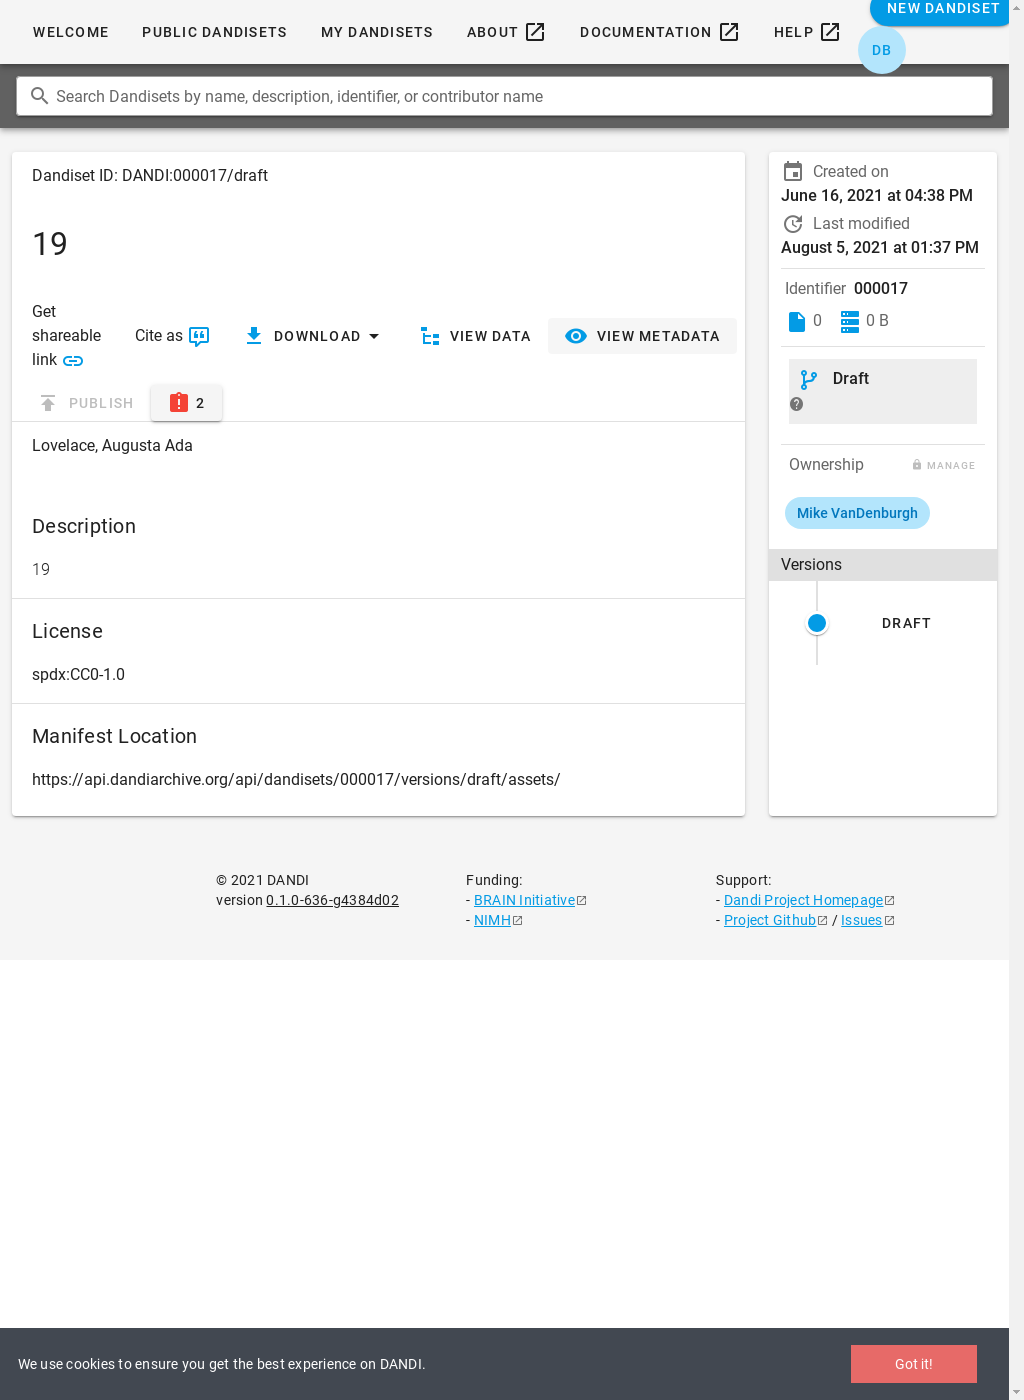 WELCOME PUBLIC DANDISETS MY DANDISETS ABOUT DOCUMENTATION HELP NEW DANDISET
DB
Search Dandisets by name, description, identifier, or contributor name
Dandiset ID: DANDI:000017/draft
19
Get shareable link
Cite as
DOWNLOAD
VIEW DATA
VIEW METADATA
PUBLISH
2
Lovelace, Augusta Ada
Description
19
License
spdx:CC0-1.0
Manifest Location
https://api.dandiarchive.org/api/dandisets/000017/versions/draft/assets/
Created on
June 16, 2021 at 04:38 PM
Last modified
August 5, 2021 at 01:37 PM
Identifier 000017
0 0 B
Draft
Ownership MANAGE
Mike VanDenburgh
Versions
DRAFT
© 2021 DANDI
version 0.1.0-636-g4384d02
Funding:
- BRAIN Initiative
- NIMH
Support:
- Dandi Project Homepage
- Project Github / Issues
We use cookies to ensure you get the best experience on DANDI.
Got it!